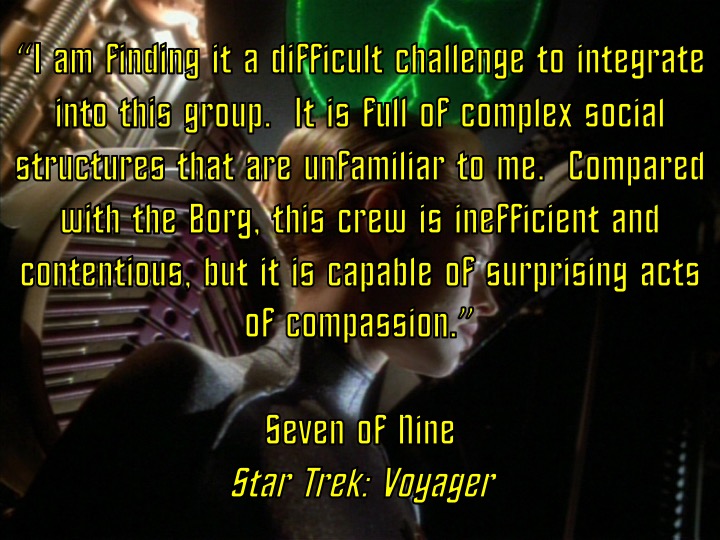 “I am finding it a difficult challenge to integrate
into this group.  It is full of complex social
structures that are unfamiliar to me.  Compared
with the Borg, this crew is inefficient and
contentious, but it is capable of surprising acts
of compassion.”
Seven of Nine
Star Trek: Voyager